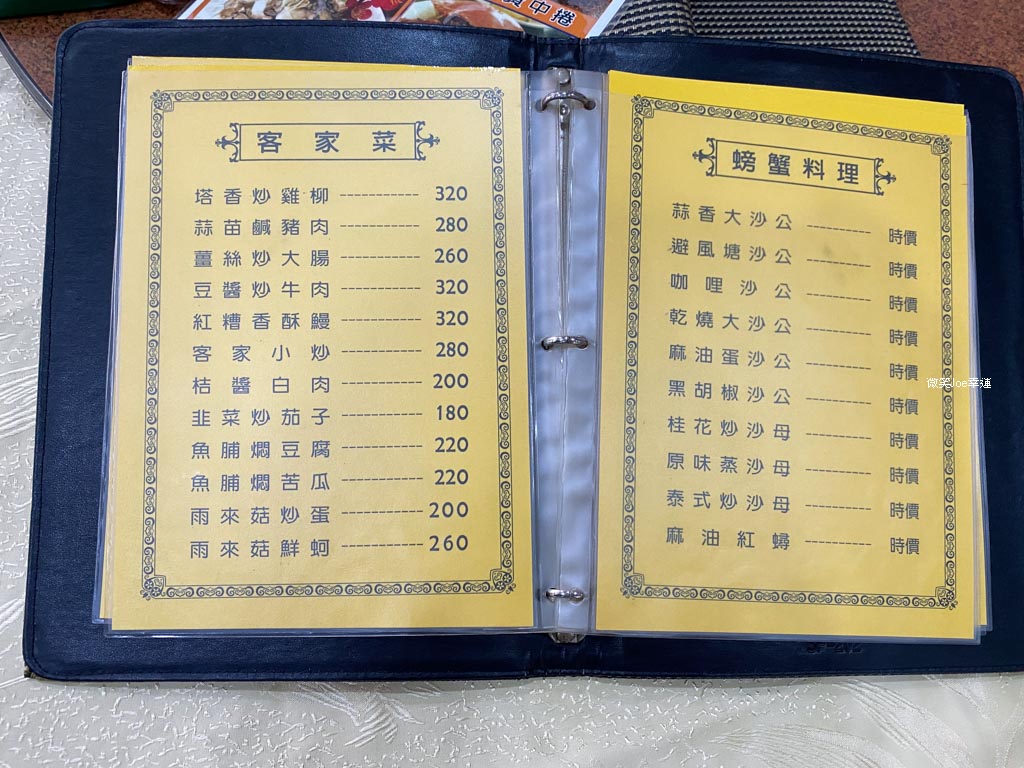 中捲
客家菜
塔香炒雞柳 ----------- 320
蒜苗鹹豬肉 ----------- 280
薑絲炒大腸 ----------- 260
豆醬炒牛肉 ----------- 320
紅糟香酥鰻 ----------- 320
客家小炒 ----------- 280
桔醬白肉 ----------- 200
韭菜炒茄子 ----------- 180
魚脯燜豆腐 ----------- 220
魚脯燜苦瓜 ----------- 220
雨來菇炒蛋 ----------- 200
雨來菇鮮蚵 ----------- 260
螃蟹料理
蒜香大沙公 --------- 時價
避風塘沙公 --------- 時價
咖哩沙公 --------- 時價
乾燒大沙公 --------- 時價
麻油蛋沙公 --------- 時價
黑胡椒沙公 --------- 時價
桂花炒沙母 --------- 時價
原味蒸沙母 --------- 時價
泰式炒沙母 --------- 時價
麻油紅蟳 --------- 時價
微笑Joe幸運